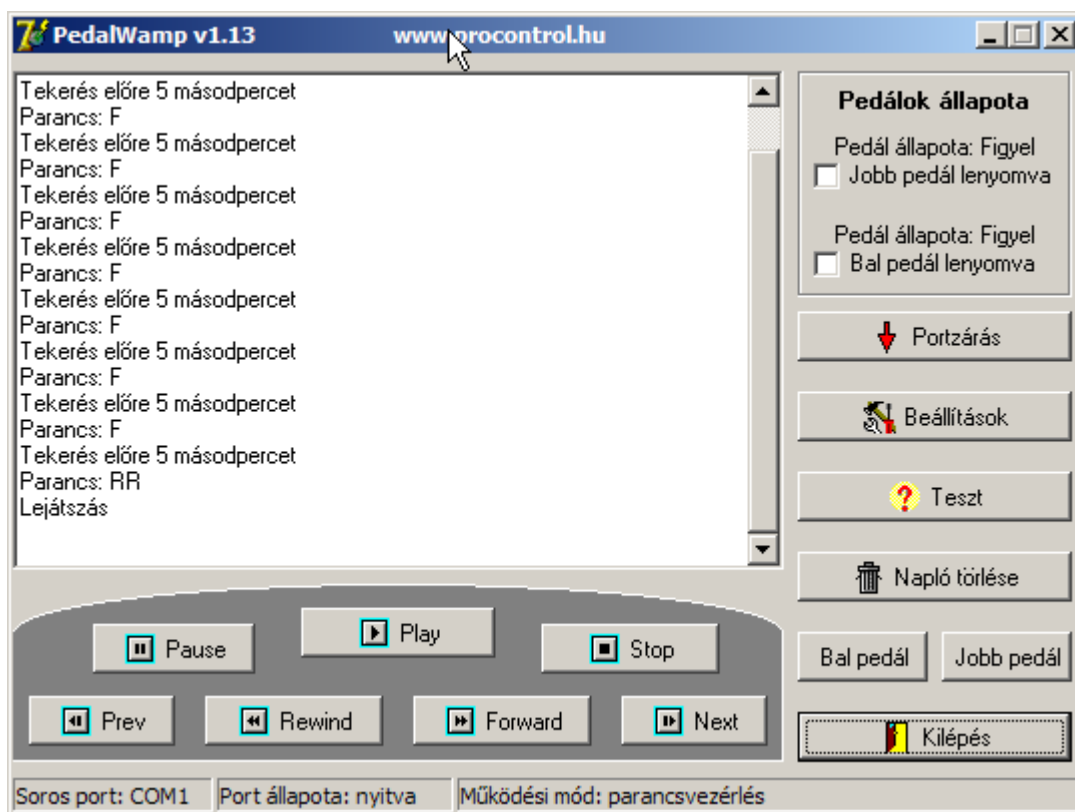 PedalWamp v1.13 www.procontrol.hu
Tekerés előre 5 másodpercet
Parancs: F
Tekerés előre 5 másodpercet
Parancs: F
Tekerés előre 5 másodpercet
Parancs: F
Tekerés előre 5 másodpercet
Parancs: F
Tekerés előre 5 másodpercet
Parancs: F
Tekerés előre 5 másodpercet
Parancs: F
Tekerés előre 5 másodpercet
Parancs: F
Tekerés előre 5 másodpercet
Parancs: RR
Lejátszás
Pedálok állapota
Pedál állapota: Figyel
Jobb pedál lenyomva
Pedál állapota: Figyel
Bal pedál lenyomva
Portzárás
Beállítások
Teszt
Napló törlése
Bal pedál Jobb pedál
Kilépés
Pause Play Stop
Prev Rewind Forward Next
Soros port: COM1 Port állapota: nyitva Működési mód: parancsvezérlés